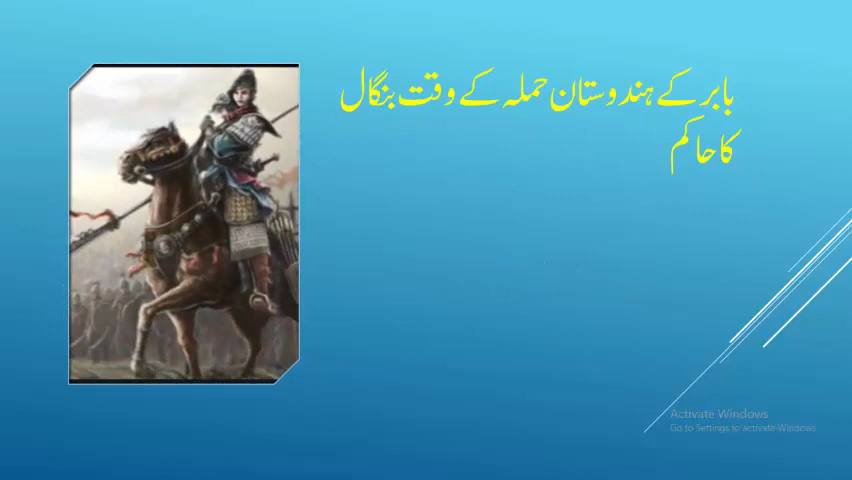 بابر کے ہندوستان حملہ کے وقت بنگال
کا حاکم
Activate Windows
Go to Settings to activate Windows